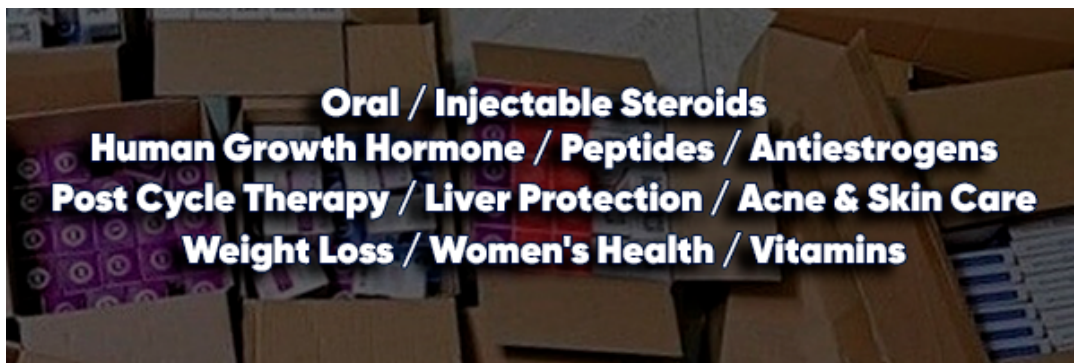 Oral / Injectable Steroids
Human Growth Hormone / Peptides / Antiestrogens
Post Cycle Therapy / Liver Protection / Acne & Skin Care
Weight Loss / Women's Health / Vitamins